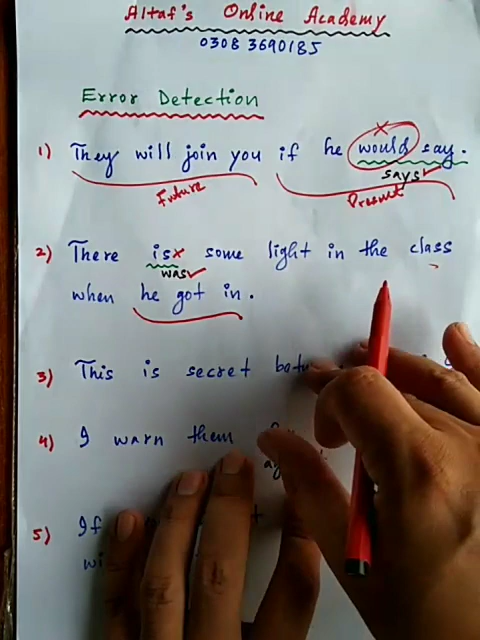 Altaf's Online Academy
0308 3690185
Error Detection
1) They will join you if he would say.
says
Future
Present
2) There is some light in the class
was
when he got in.
3) This is secret
4) I warn them
5) If